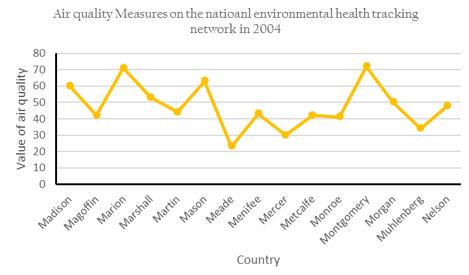 Air quality Measures on the natioanl environmental health tracking
network in 2004
Value of air quality
80
70
60
50
40
30
20
10
0
Madison
Magoffin
Marion
Marshall
Martin
Mason
Meade
Menifee
Mercer
Metcalfe
Monroe
Montgomery
Morgan
Muhlenberg
Nelson
Country